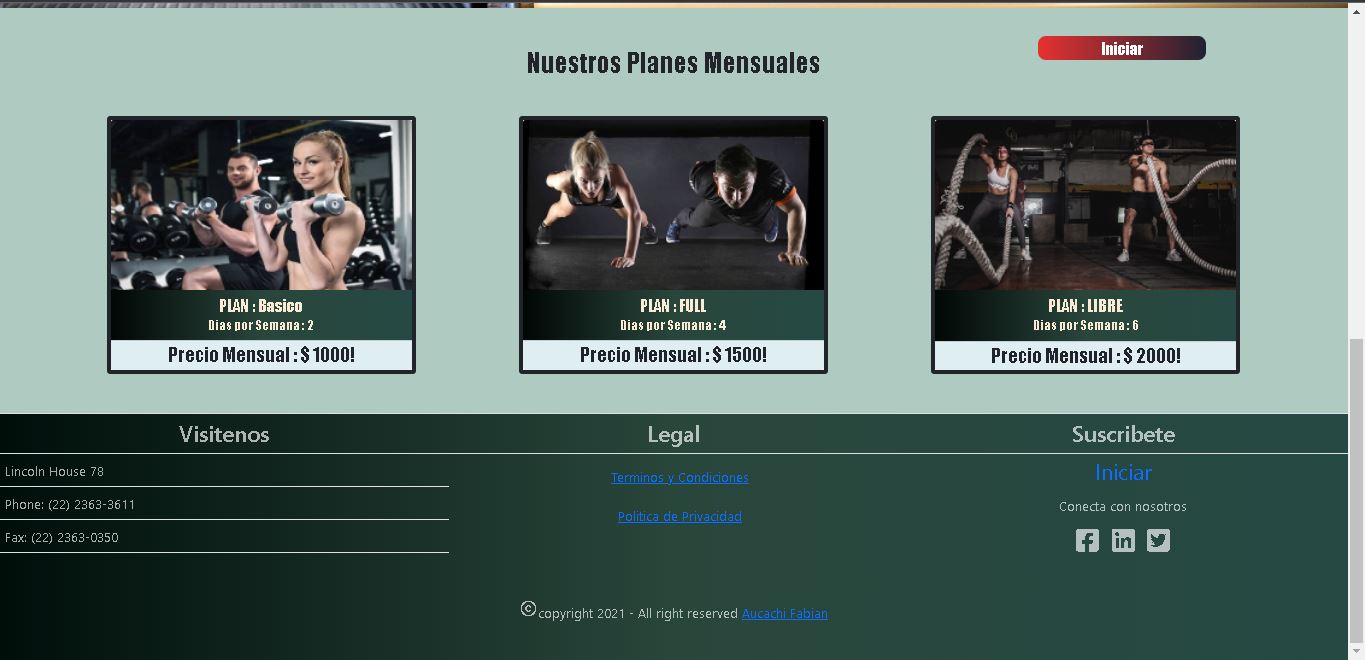 Nuestros Planes Mensuales
Iniciar
PLAN : Basico
Dias por Semana : 2
Precio Mensual : $ 1000!
PLAN : FULL
Dias por Semana : 4
Precio Mensual : $ 1500!
PLAN : LIBRE
Dias por Semana : 6
Precio Mensual : $ 2000!
Visitenos
Lincoln House 78
Phone: (22) 2363-3611
Fax: (22) 2363-0350
Legal
Terminos y Condiciones
Politica de Privacidad
Suscribete
Iniciar
Conecta con nosotros
©copyright 2021 - All right reserved Aucachi Fabian